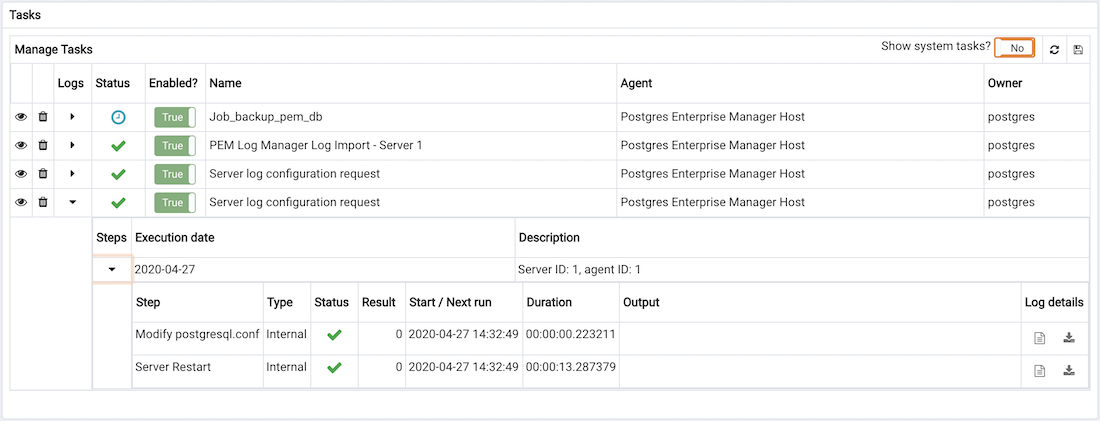 Tasks
Manage Tasks Show system tasks? No
Logs Status Enabled? Name Agent Owner
True Job_backup_pem_db Postgres Enterprise Manager Host postgres
True PEM Log Manager Log Import - Server 1 Postgres Enterprise Manager Host postgres
True Server log configuration request Postgres Enterprise Manager Host postgres
True Server log configuration request Postgres Enterprise Manager Host postgres
Steps Execution date Description
2020-04-27 Server ID: 1, agent ID: 1
Step Type Status Result Start / Next run Duration Output Log details
Modify postgresql.conf Internal 0 2020-04-27 14:32:49 00:00:00.223211
Server Restart Internal 0 2020-04-27 14:32:49 00:00:13.287379